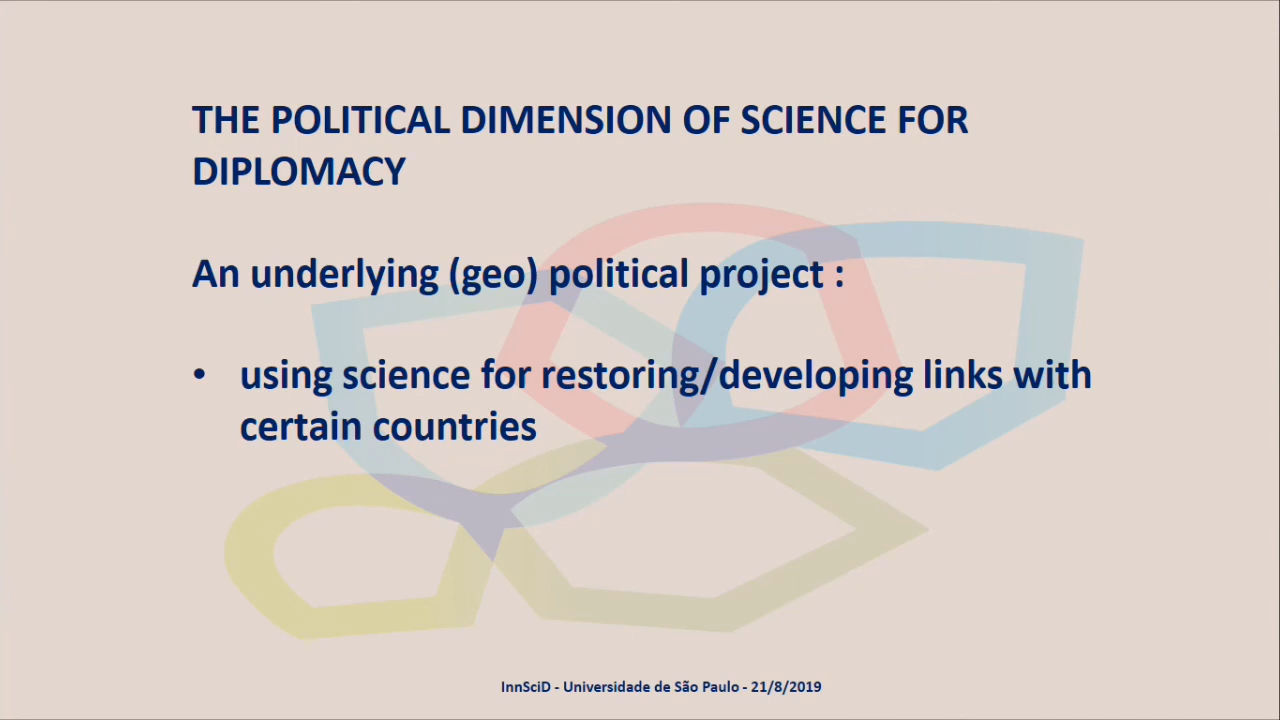 THE POLITICAL DIMENSION OF SCIENCE FOR
DIPLOMACY
An underlying (geo) political project :
• using science for restoring/developing links with
certain countries
InnSciD - Universidade de São Paulo - 21/8/2019